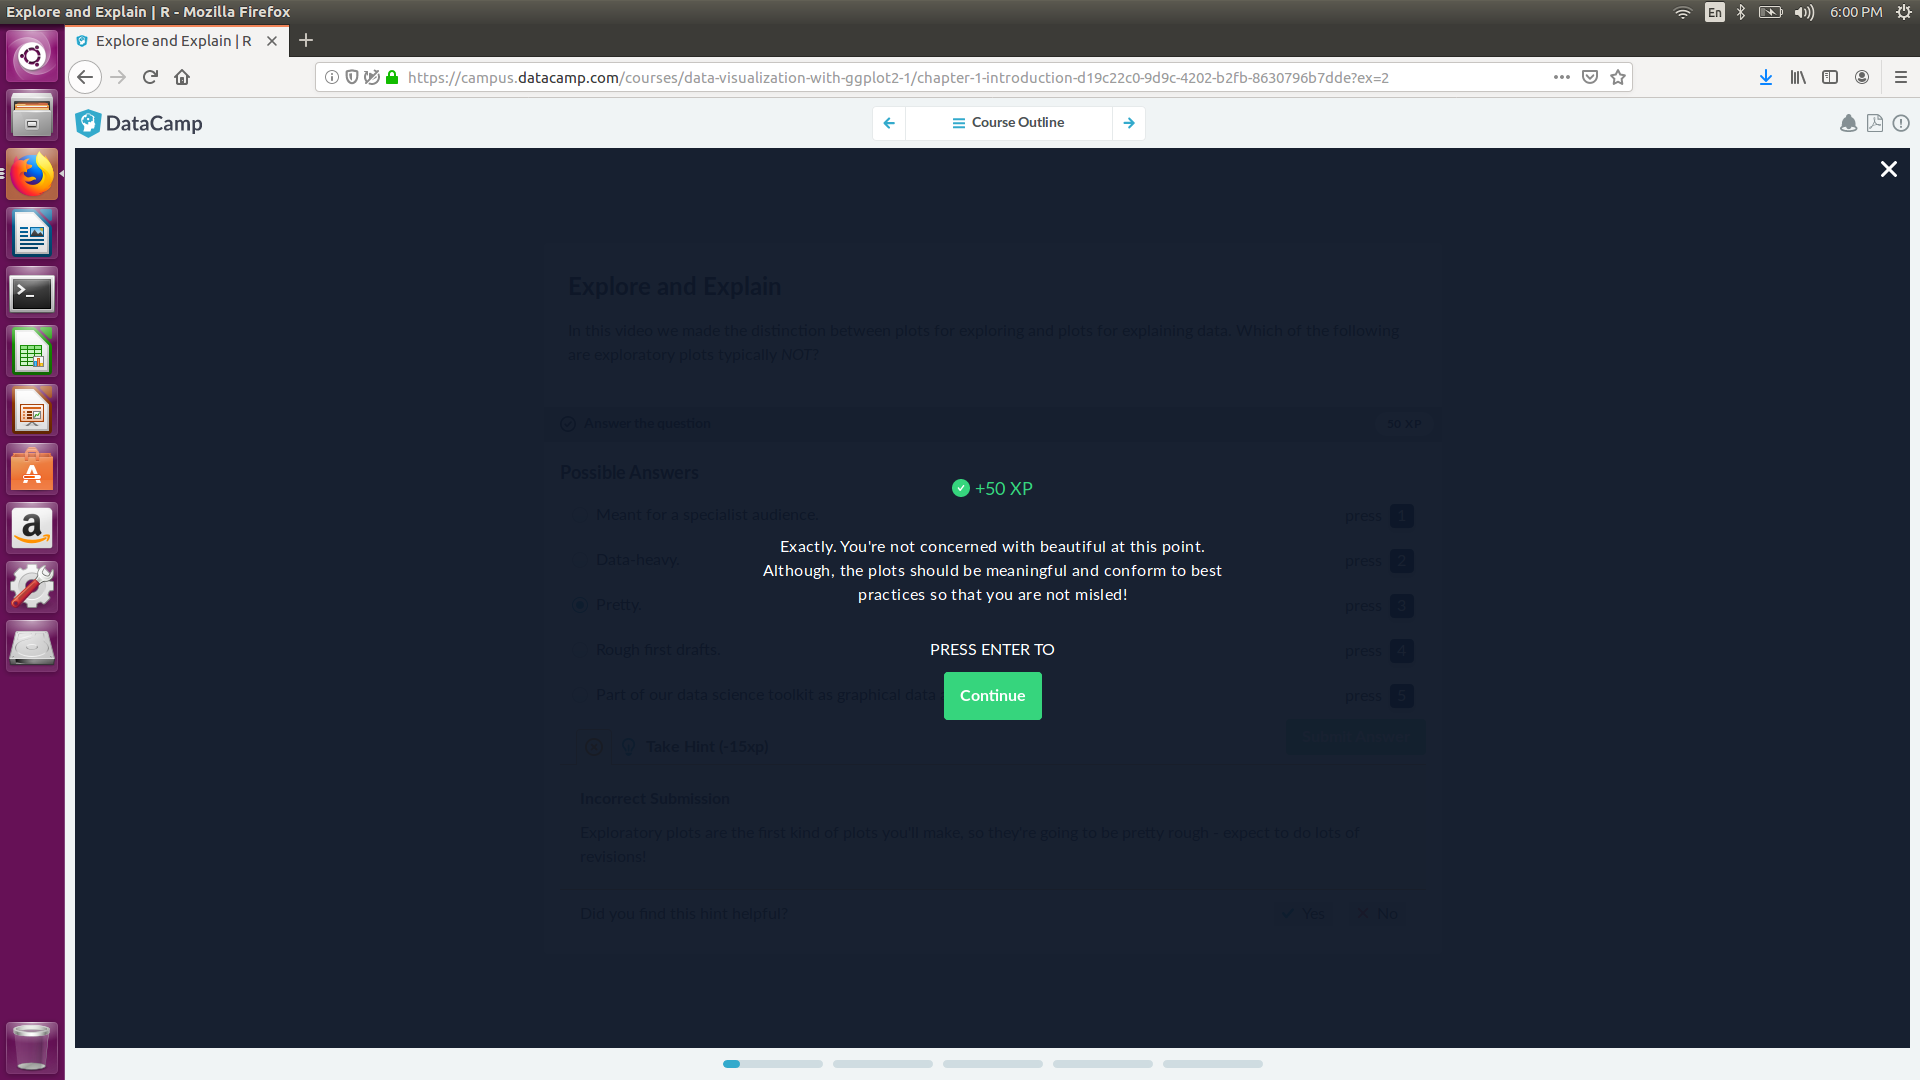 Explore and Explain | R - Mozilla Firefox
En
6:00 PM
Explore and Explain | R
https://campus.datacamp.com/courses/data-visualization-with-ggplot2-1/chapter-1-introduction-d19c22c0-9d9c-4202-b2fb-8630796b7dde?ex=2
DataCamp
Course Outline
Explore and Explain
In this video we made the distinction between plots for exploring and plots for explaining data. Which of the following
are exploratory plots typically NOT?
Answer the question
50 XP
Possible Answers
+50 XP
Meant for a specialist audience.
press 1
Exactly. You're not concerned with beautiful at this point.
Data-heavy.
press 2
Although, the plots should be meaningful and conform to best
practices so that you are not misled!
Pretty.
press 3
Rough first drafts.
press 4
PRESS ENTER TO
Part of our data science toolkit as graphical data
press 5
Continue
Take Hint (-15xp)
Incorrect Submission
Exploratory plots are the first kind of plots you'll make, so they're going to be pretty rough - expect to do lots of
revisions!
Did you find this hint helpful?
Yes
No